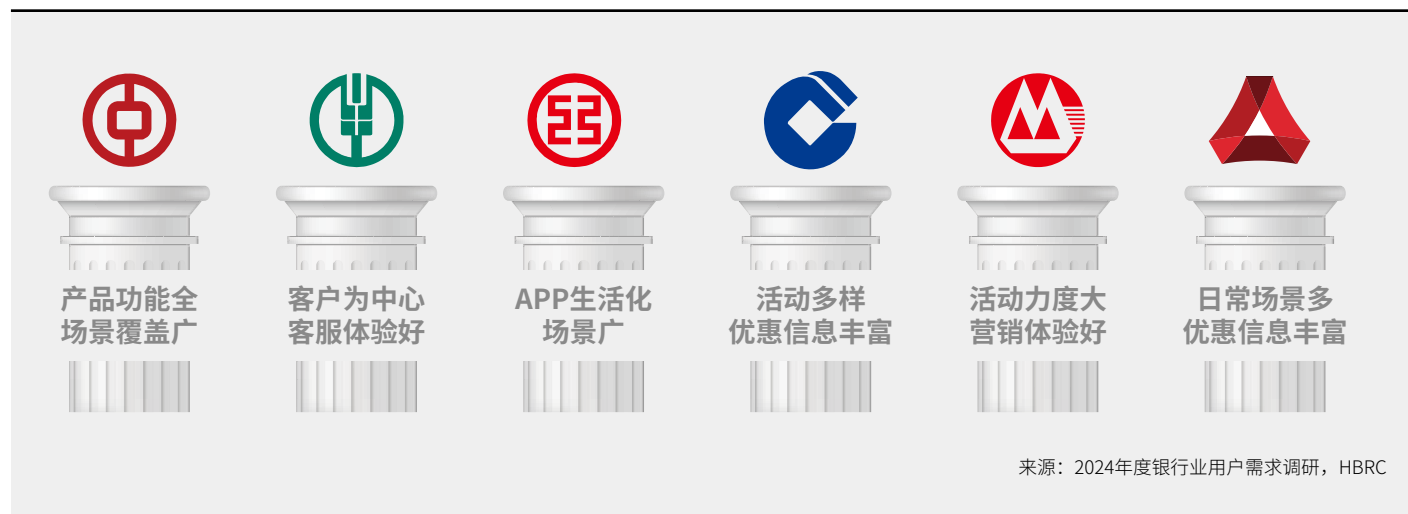 产品功能全
场景覆盖广
客户为中心
客服体验好
APP生活化
场景广
活动多样
优惠信息丰富
活动力度大
营销体验好
日常场景多
优惠信息丰富
来源：2024年度银行业用户需求调研，HBRC